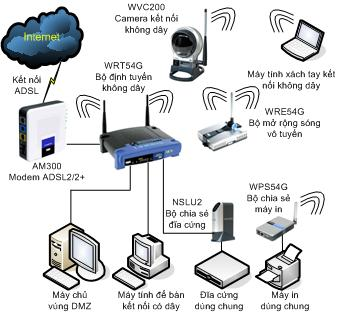 WVC200
Camera kết nối
không dây
Internet
Kết nối
ADSL
WRT54G
Bộ định tuyến
không dây
Máy tính xách tay kết
nối không dây
WRE54G
Bộ mở rộng sóng
vô tuyến
AM300
Modem ADSL2/2+
NSLU2
Bộ chia sẻ
đĩa cứng
WPS54G
Bộ chia sẻ
máy in
Máy chủ
vùng DMZ
Máy tính để bàn
kết nối có dây
Đĩa cứng
dùng chung
Máy in
dùng chung